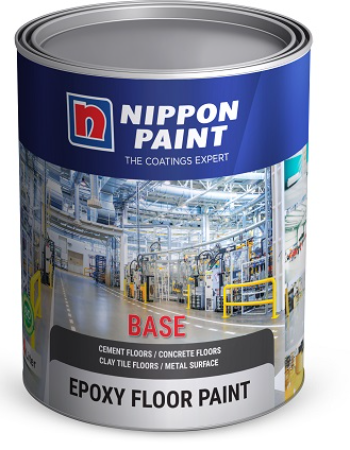 n
NIPPON
PAINT
THE COATINGS EXPERT
BASE
CEMENT FLOORS / CONCRETE FLOORS
CLAY TILE FLOORS / METAL SURFACE
EPOXY FLOOR PAINT